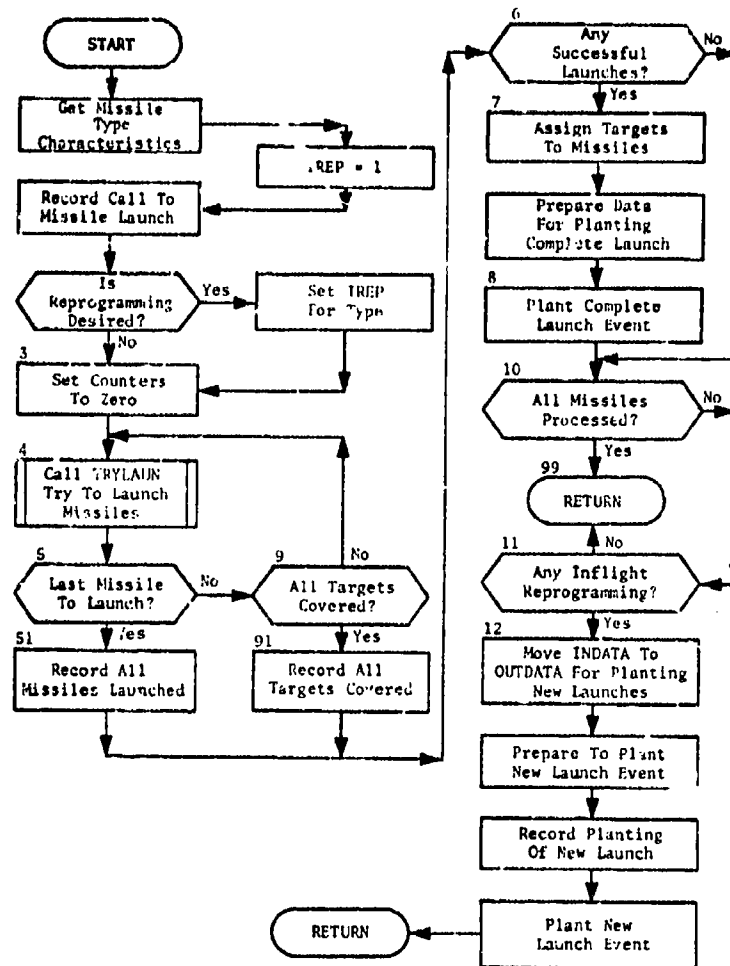 START
Get Missile
Type
Characteristics
IREP = 1
Record Call To
Missile Launch
Is
Reprogramming
Desired?
Yes
No
Set IREP
For Type
3
Set Counters
To Zero
4
Call TRYLAUN
Try To Launch
Missiles
5
Last Missile
To Launch?
No
Yes
9
All Targets
Covered?
No
Yes
51
Record All
Missiles Launched
91
Record All
Targets Covered
6
Any
Successful
Launches?
No
Yes
7
Assign Targets
To Missiles
Prepare Data
For Planting
Complete Launch
8
Plant Complete
Launch Event
10
All Missiles
Processed?
No
Yes
99
RETURN
No
11
Any Inflight
Reprogramming?
Yes
12
Move INDATA To
OUTDATA For Planting
New Launches
Prepare To Plant
New Launch Event
Record Planting
Of New Launch
Plant New
Launch Event
RETURN